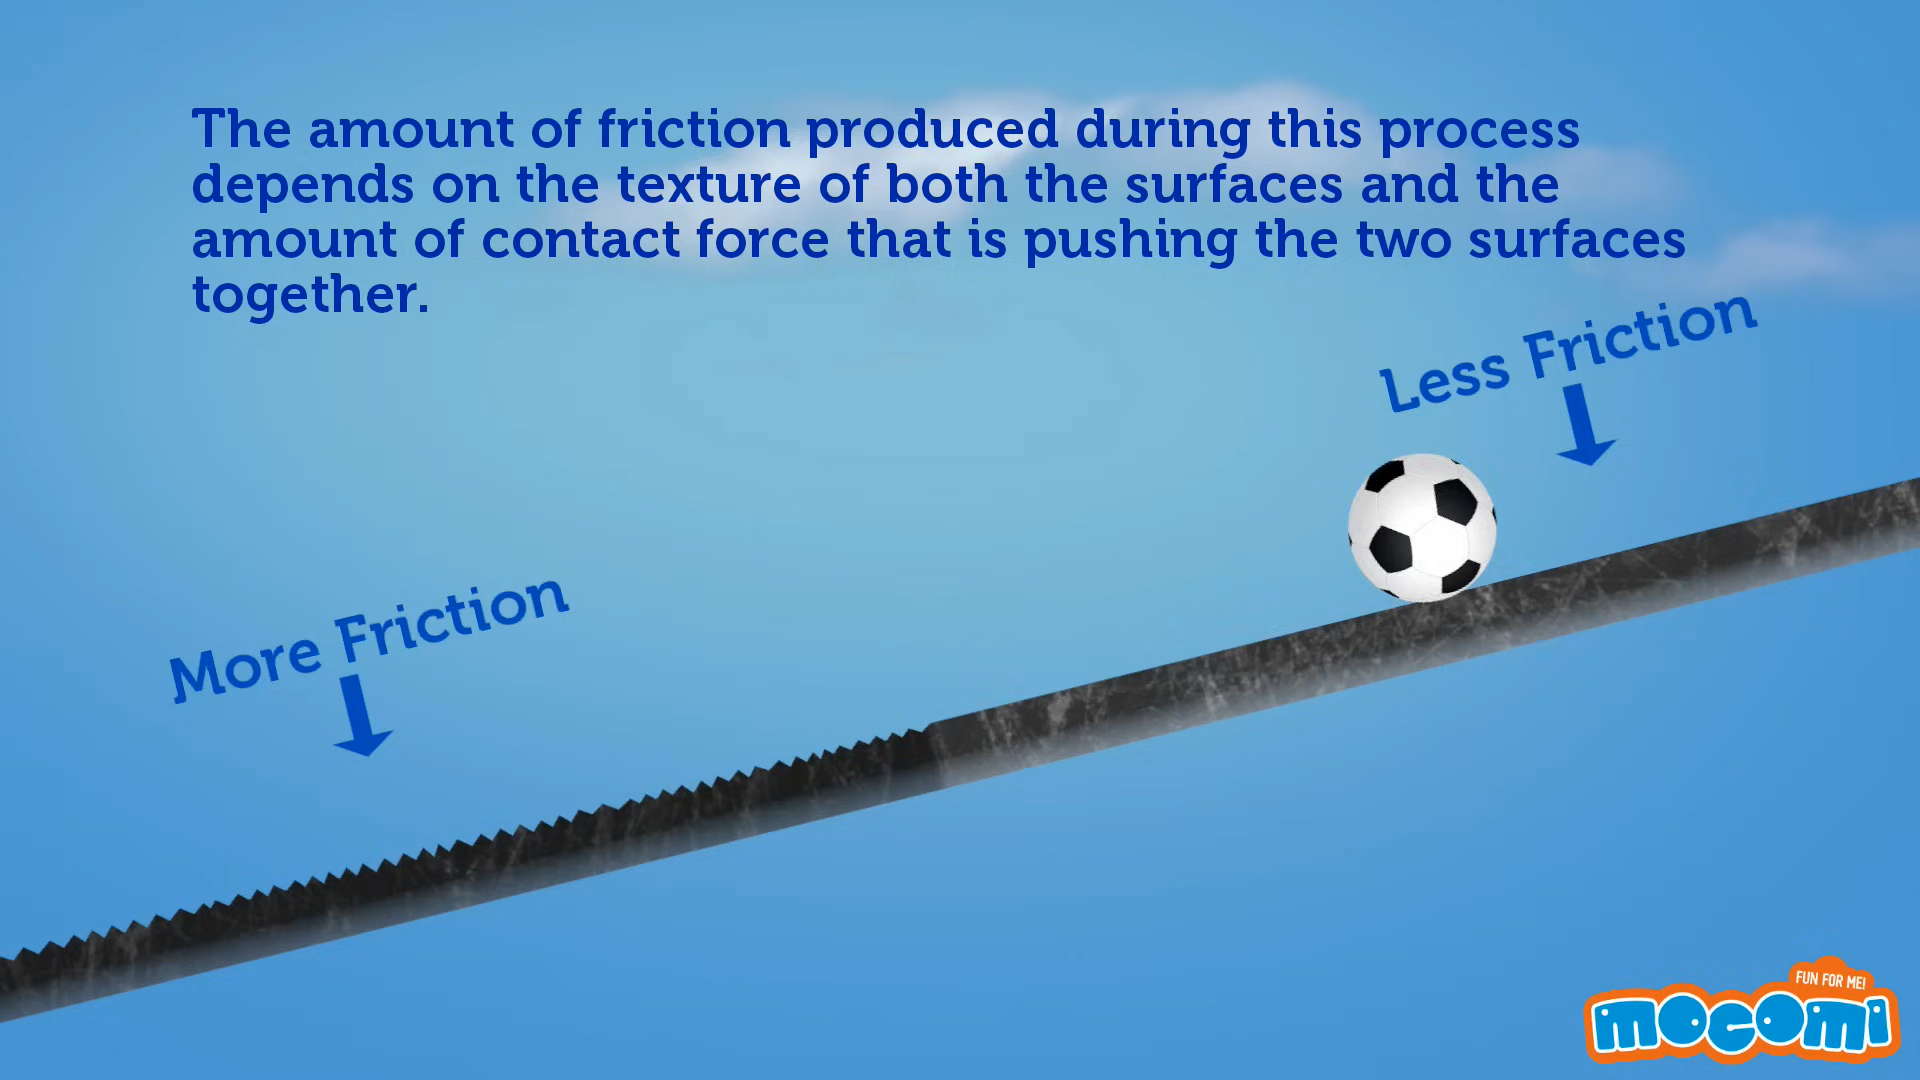 The amount of friction produced during this process
depends on the texture of both the surfaces and the
amount of contact force that is pushing the two surfaces
together.
Less Friction
More Friction
FUN FOR ME!
mocomi